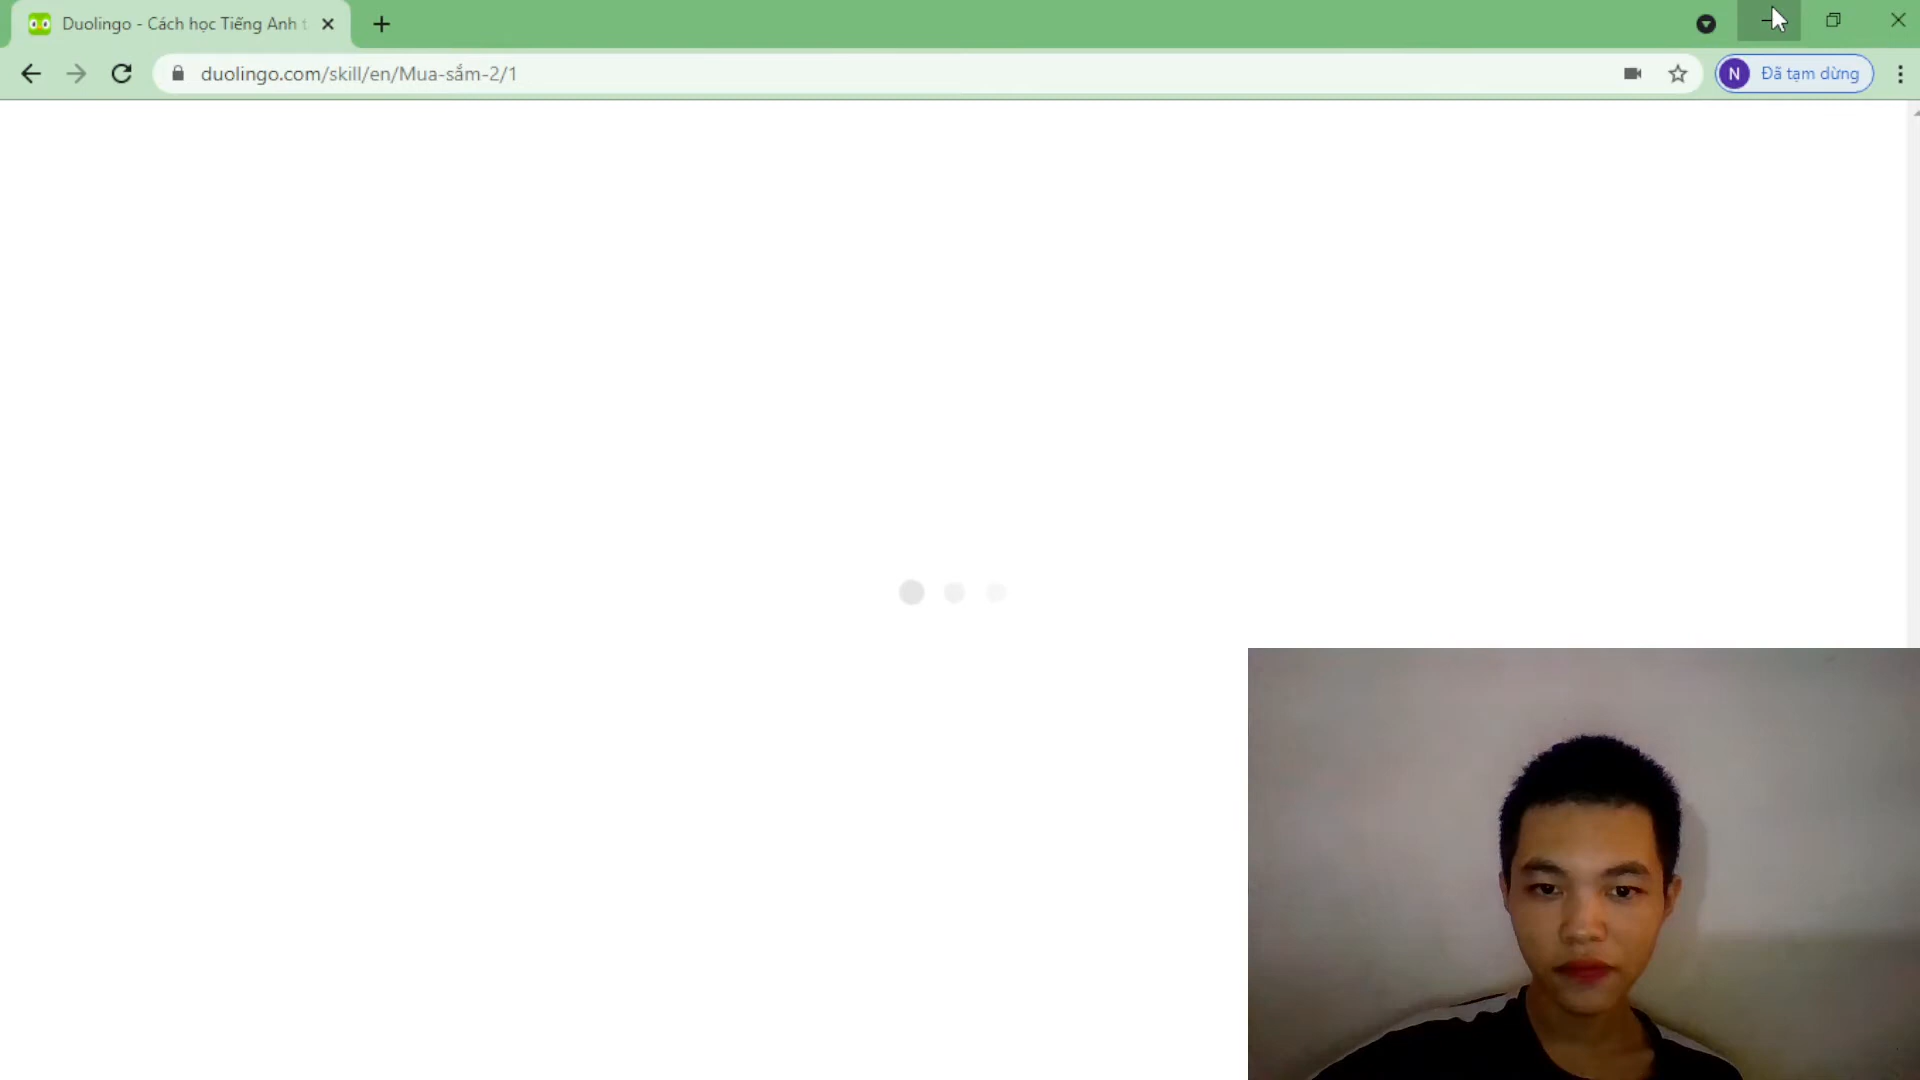 Duolingo - Cách học Tiếng Anh t
duolingo.com/skill/en/Mua-sắm-2/1
N Đã tạm dừng